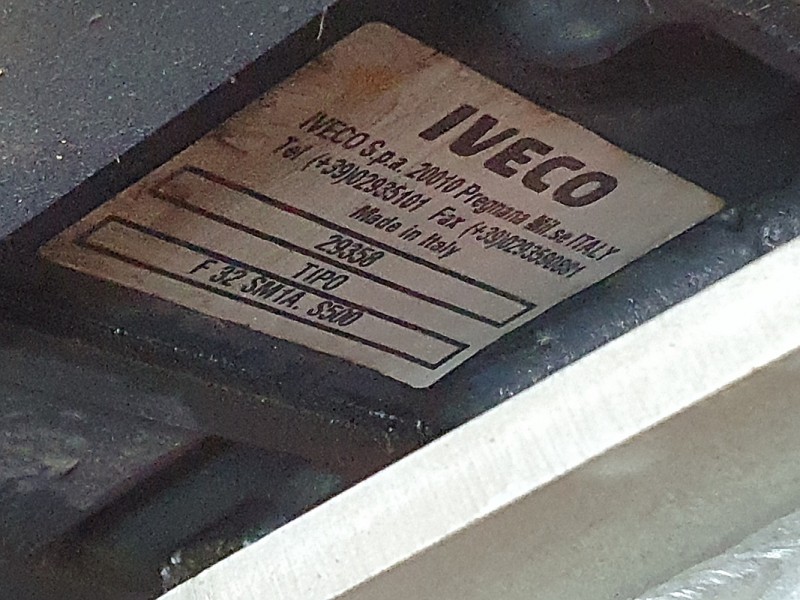 IVECO
IVECO S.p.a. 20010 Pregnana Mil.se ITALY
Tel (+39)02935101 Fax (+39)0293590081
Made in Italy
29358
TIPO
F 32 SM1A. S500